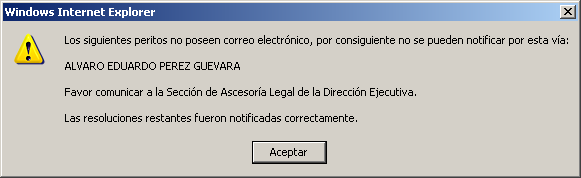 Windows Internet Explorer
Los siguientes peritos no poseen correo electrónico, por consiguiente no se pueden notificar por esta vía:
ALVARO EDUARDO PEREZ GUEVARA
Favor comunicar a la Sección de Ascesoría Legal de la Dirección Ejecutiva.
Las resoluciones restantes fueron notificadas correctamente.
Aceptar